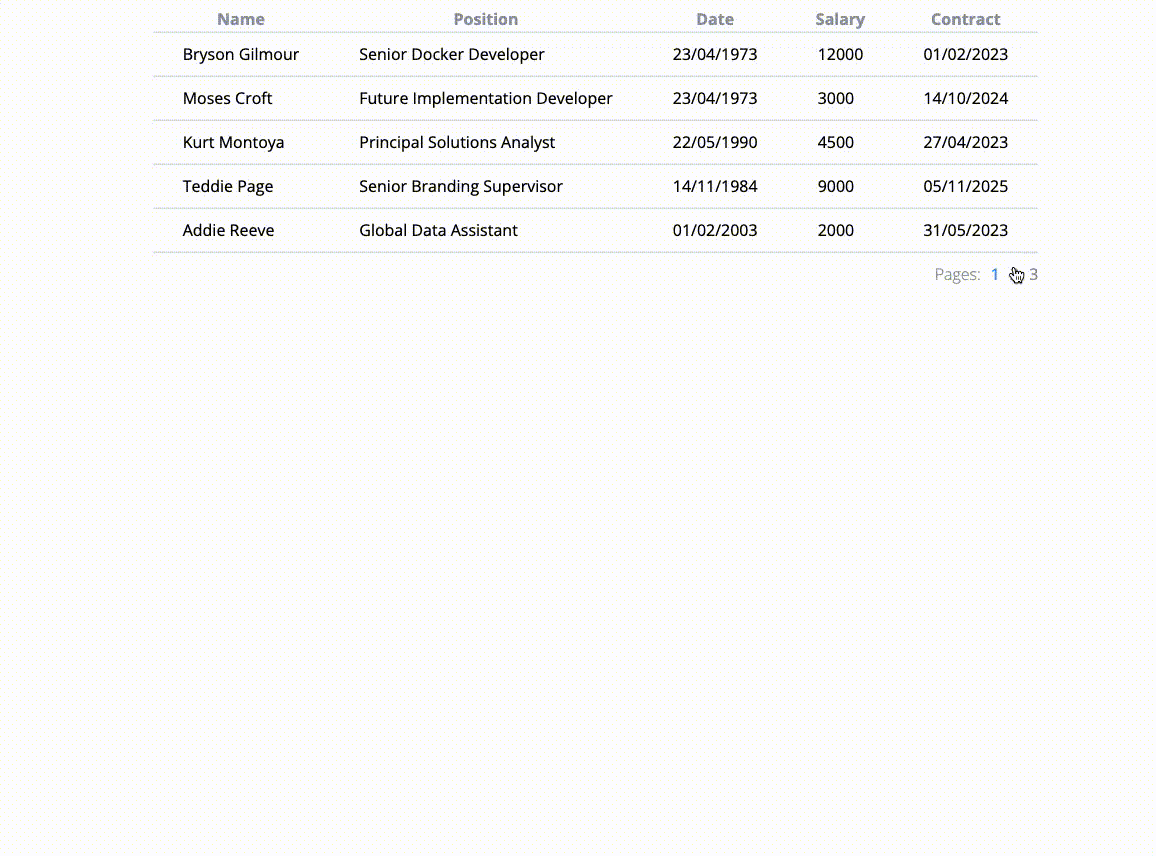 Name Position Date Salary Contract
Bryson Gilmour Senior Docker Developer 23/04/1973 12000 01/02/2023
Moses Croft Future Implementation Developer 23/04/1973 3000 14/10/2024
Kurt Montoya Principal Solutions Analyst 22/05/1990 4500 27/04/2023
Teddie Page Senior Branding Supervisor 14/11/1984 9000 05/11/2025
Addie Reeve Global Data Assistant 01/02/2003 2000 31/05/2023
Pages: 1 3